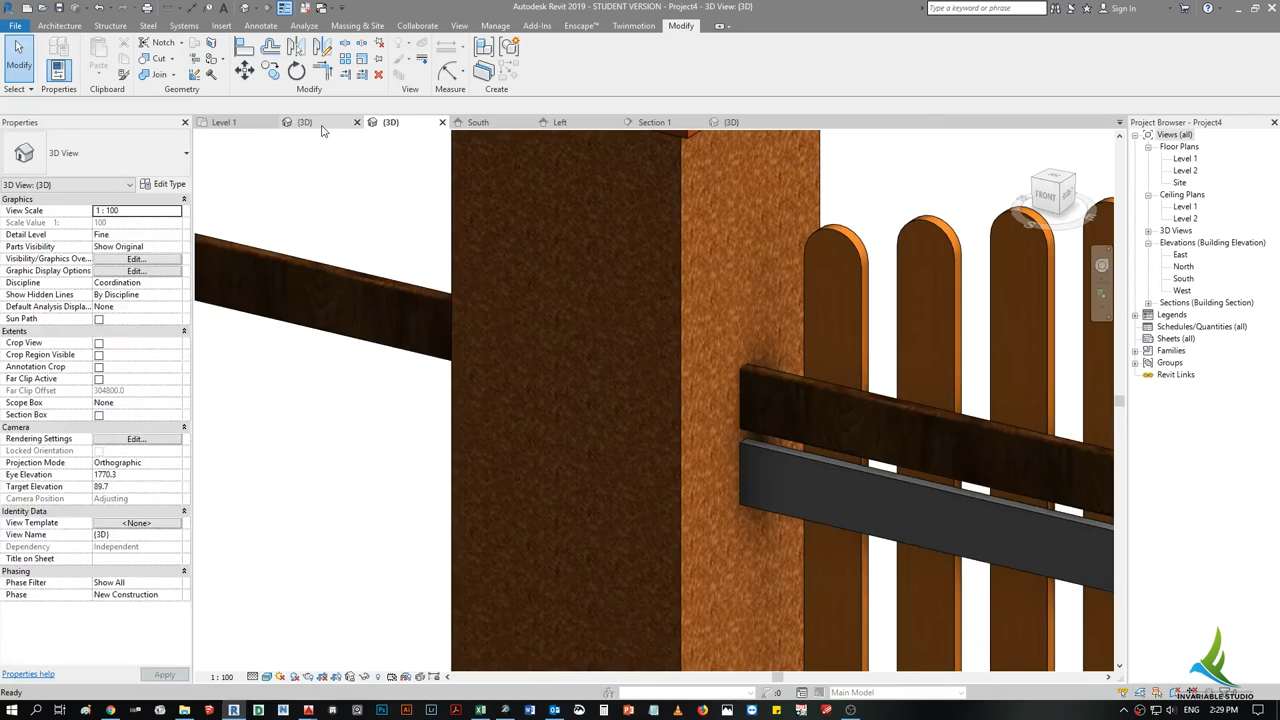 Autodesk Revit 2019 - STUDENT VERSION - Project4 - 3D View: {3D}
Type a keyword or phrase
Sign In
File Architecture Structure Steel Systems Insert Annotate Analyze Massing & Site Collaborate View Manage Add-Ins Enscape™ Twinmotion Modify
Modify Paste Notch
Cut
Join
Select Properties Clipboard Geometry Modify View Measure Create
Properties
Level 1 {3D} {3D} South Left Section 1 {3D}
Project Browser - Project4
3D View
3D View: {3D} Edit Type
Graphics
View Scale 1 : 100
Scale Value 1: 100
Detail Level Fine
Parts Visibility Show Original
Visibility/Graphics Ove... Edit...
Graphic Display Options Edit...
Discipline Coordination
Show Hidden Lines By Discipline
Default Analysis Displa... None
Sun Path
Extents
Crop View
Crop Region Visible
Annotation Crop
Far Clip Active
Far Clip Offset 304800.0
Scope Box None
Section Box
Camera
Rendering Settings Edit...
Locked Orientation
Projection Mode Orthographic
Eye Elevation 1770.3
Target Elevation 89.7
Camera Position Adjusting
Identity Data
View Template <None>
View Name {3D}
Dependency Independent
Title on Sheet
Phasing
Phase Filter Show All
Phase New Construction
Properties help Apply
FRONT
Views (all)
Floor Plans
Level 1
Level 2
Site
Ceiling Plans
Level 1
Level 2
3D Views
Elevations (Building Elevation)
East
North
South
West
Sections (Building Section)
Legends
Schedules/Quantities (all)
Sheets (all)
Families
Groups
Revit Links
1 : 100
INVARIABLE STUDIO
Ready
:0
Main Model
ENG 2:29 PM